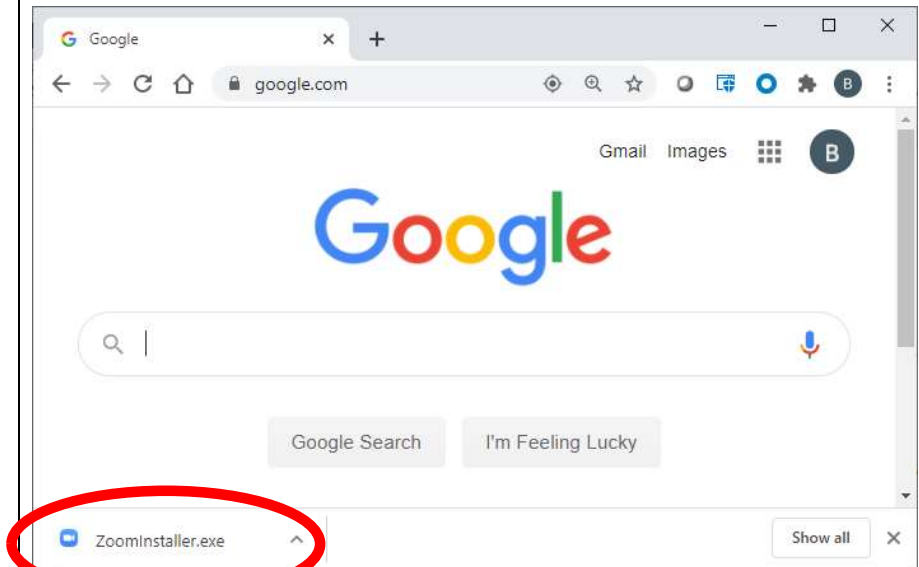 Google
google.com
B
Gmail Images
B
Google
Google Search I'm Feeling Lucky
ZoomInstaller.exe
Show all